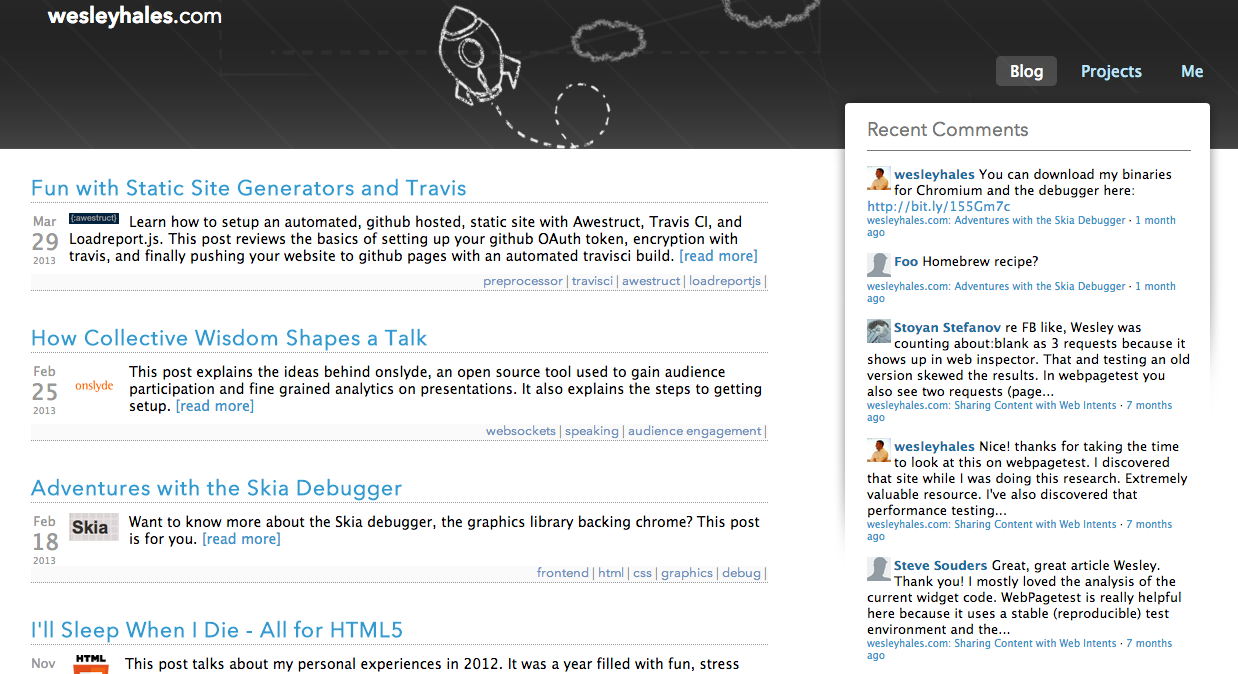 wesleyhales.com
Blog Projects Me
Fun with Static Site Generators and Travis
Mar
29
2013
{:awestruct}
Learn how to setup an automated, github hosted, static site with Awestruct, Travis CI, and
Loadreport.js. This post reviews the basics of setting up your github OAuth token, encryption with
travis, and finally pushing your website to github pages with an automated travisci build. [read more]
preprocessor | travisci | awestruct | loadreportjs |
How Collective Wisdom Shapes a Talk
Feb
25
2013
onslyde
This post explains the ideas behind onslyde, an open source tool used to gain audience
participation and fine grained analytics on presentations. It also explains the steps to getting
setup. [read more]
websockets | speaking | audience engagement |
Adventures with the Skia Debugger
Feb
18
2013
Skia
Want to know more about the Skia debugger, the graphics library backing chrome? This post
is for you. [read more]
frontend | html | css | graphics | debug |
I'll Sleep When I Die - All for HTML5
Nov
HTML
This post talks about my personal experiences in 2012. It was a year filled with fun, stress
Recent Comments
wesleyhales You can download my binaries
for Chromium and the debugger here:
http://bit.ly/155Gm7c
wesleyhales.com: Adventures with the Skia Debugger · 1 month
ago
Foo Homebrew recipe?
wesleyhales.com: Adventures with the Skia Debugger · 1 month
ago
Stoyan Stefanov re FB like, Wesley was
counting about:blank as 3 requests because it
shows up in web inspector. That and testing an old
version skewed the results. In webpagetest you
also see two requests (page...
wesleyhales.com: Sharing Content with Web Intents · 7 months
ago
wesleyhales Nice! thanks for taking the time
to look at this on webpagetest. I discovered
that site while I was doing this research. Extremely
valuable resource. I've also discovered that
performance testing...
wesleyhales.com: Sharing Content with Web Intents · 7 months
ago
Steve Souders Great, great article Wesley.
Thank you! I mostly loved the analysis of the
current widget code. WebPagetest is really helpful
here because it uses a stable (reproducible) test
environment and the...
wesleyhales.com: Sharing Content with Web Intents · 7 months
ago